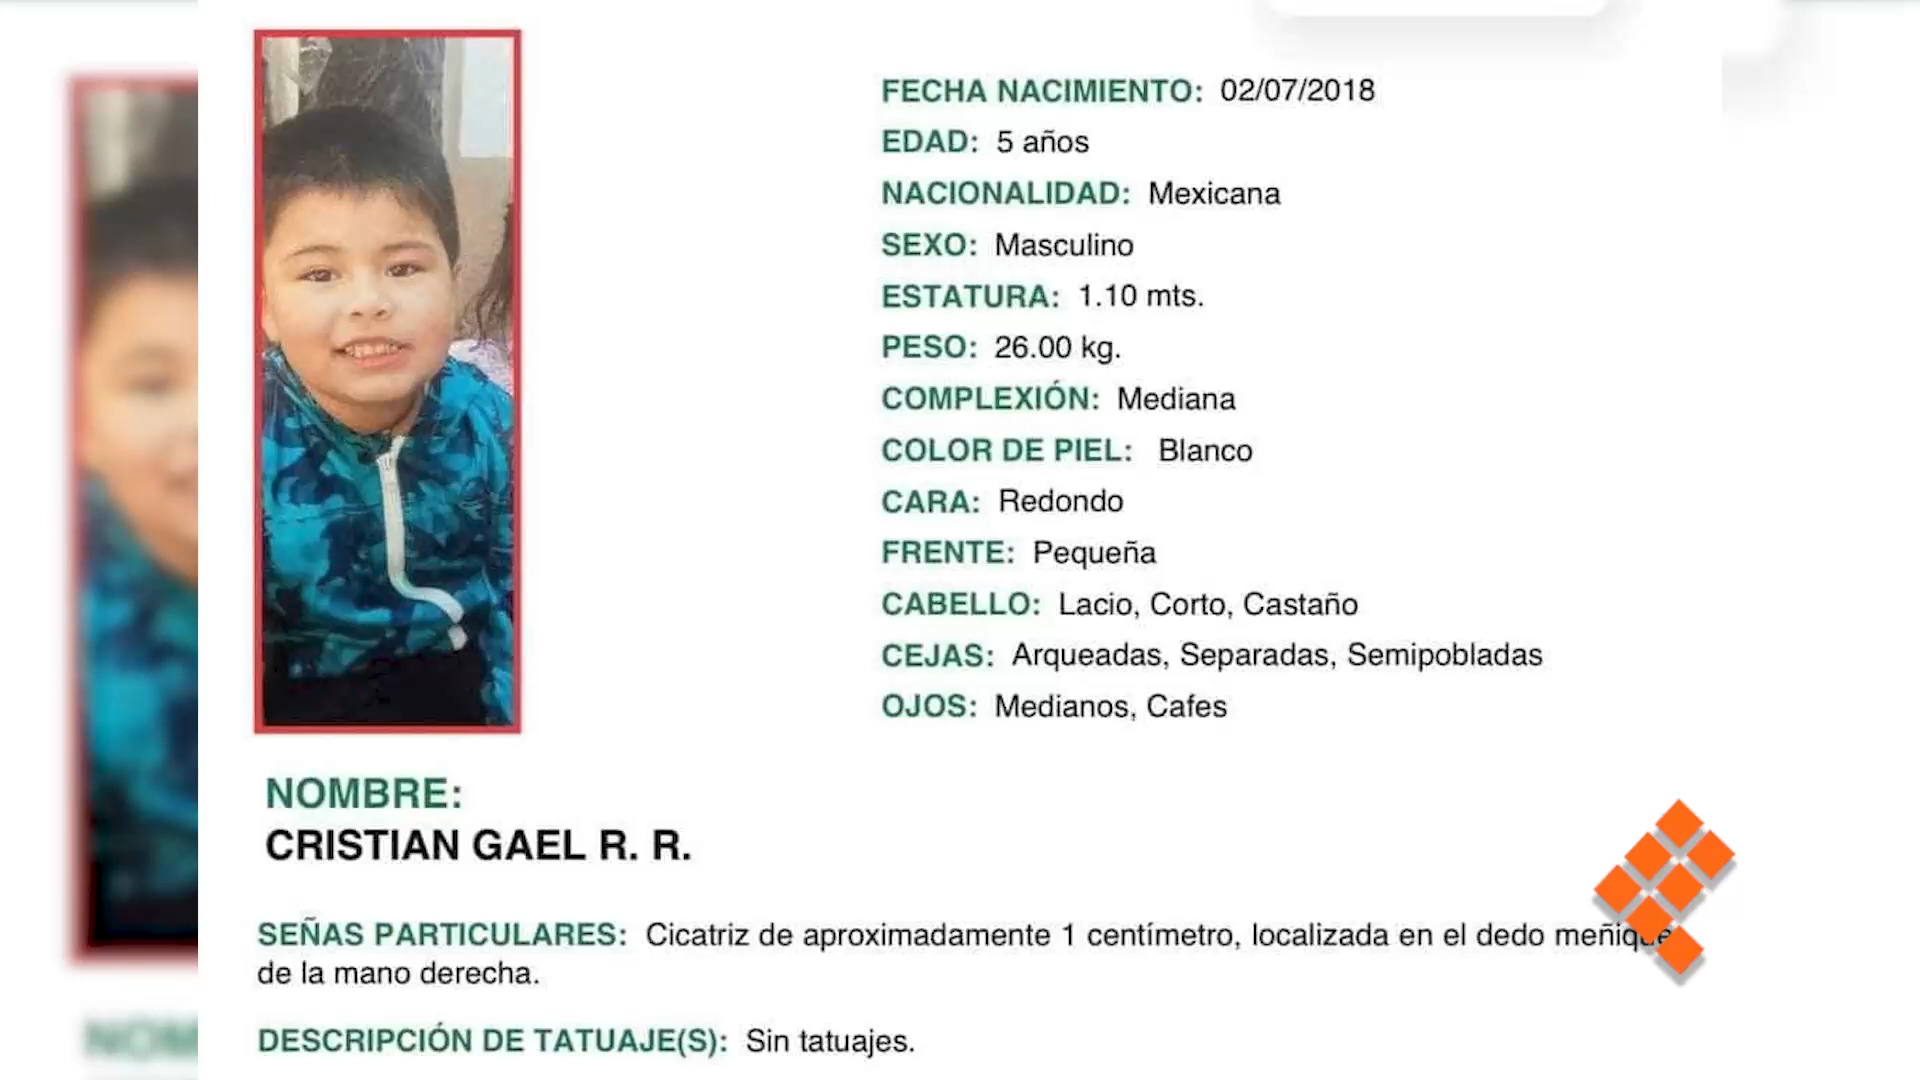 FECHA NACIMIENTO: 02/07/2018
EDAD: 5 años
NACIONALIDAD: Mexicana
SEXO: Masculino
ESTATURA: 1.10 mts.
PESO: 26.00 kg.
COMPLEXIÓN: Mediana
COLOR DE PIEL: Blanco
CARA: Redondo
FRENTE: Pequeña
CABELLO: Lacio, Corto, Castaño
CEJAS: Arqueadas, Separadas, Semipobladas
OJOS: Medianos, Cafes
NOMBRE:
CRISTIAN GAEL R. R.
SEÑAS PARTICULARES: Cicatriz de aproximadamente 1 centímetro, localizada en el dedo meñique
de la mano derecha.
DESCRIPCIÓN DE TATUAJE(S): Sin tatuajes.
NOM